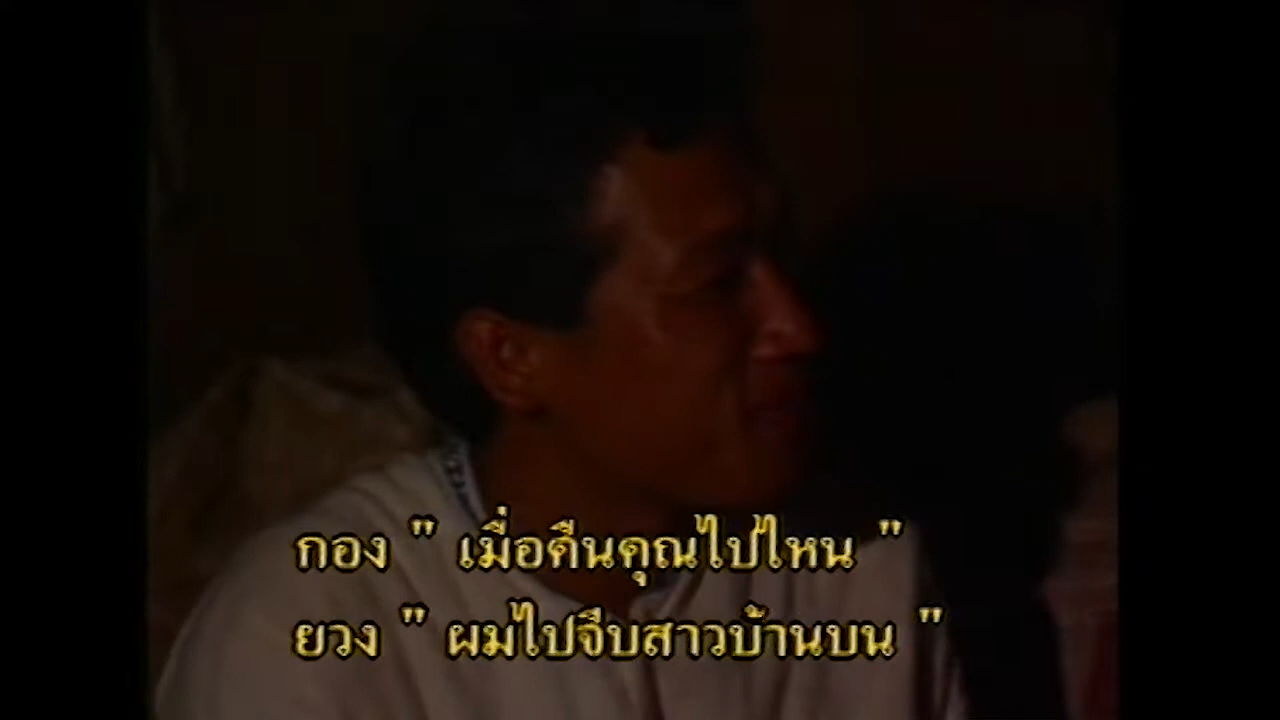 กอง " เมื่อคืนคุณไปไหน "
ยวง " ผมไปจีบสาวบ้านบน "